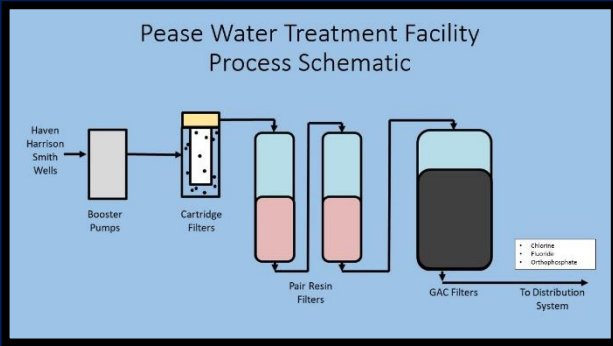 Pease Water Treatment Facility
Process Schematic
Haven
Harrison
Smith
Wells
Booster
Pumps
Cartridge
Filters
Pair Resin
Filters
GAC Filters
• Chlorine
• Fluoride
• Orthophosphate
To Distribution
System